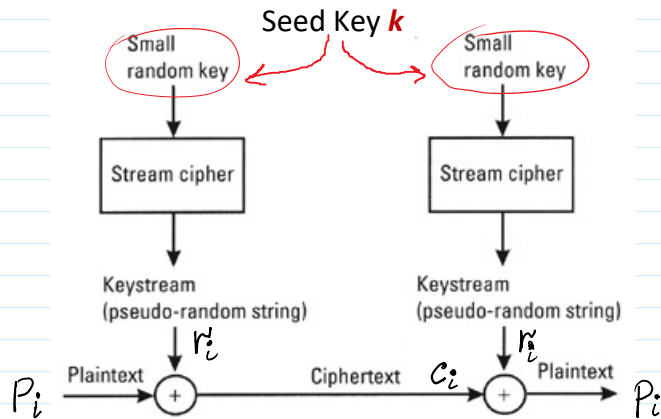 Seed Key k
Small
random key
Small
random key
Stream cipher
Stream cipher
Keystream
(pseudo-random string)
Keystream
(pseudo-random string)
rᵢ
rᵢ
Pᵢ
Plaintext
+
Ciphertext
Cᵢ
+
Plaintext
Pᵢ